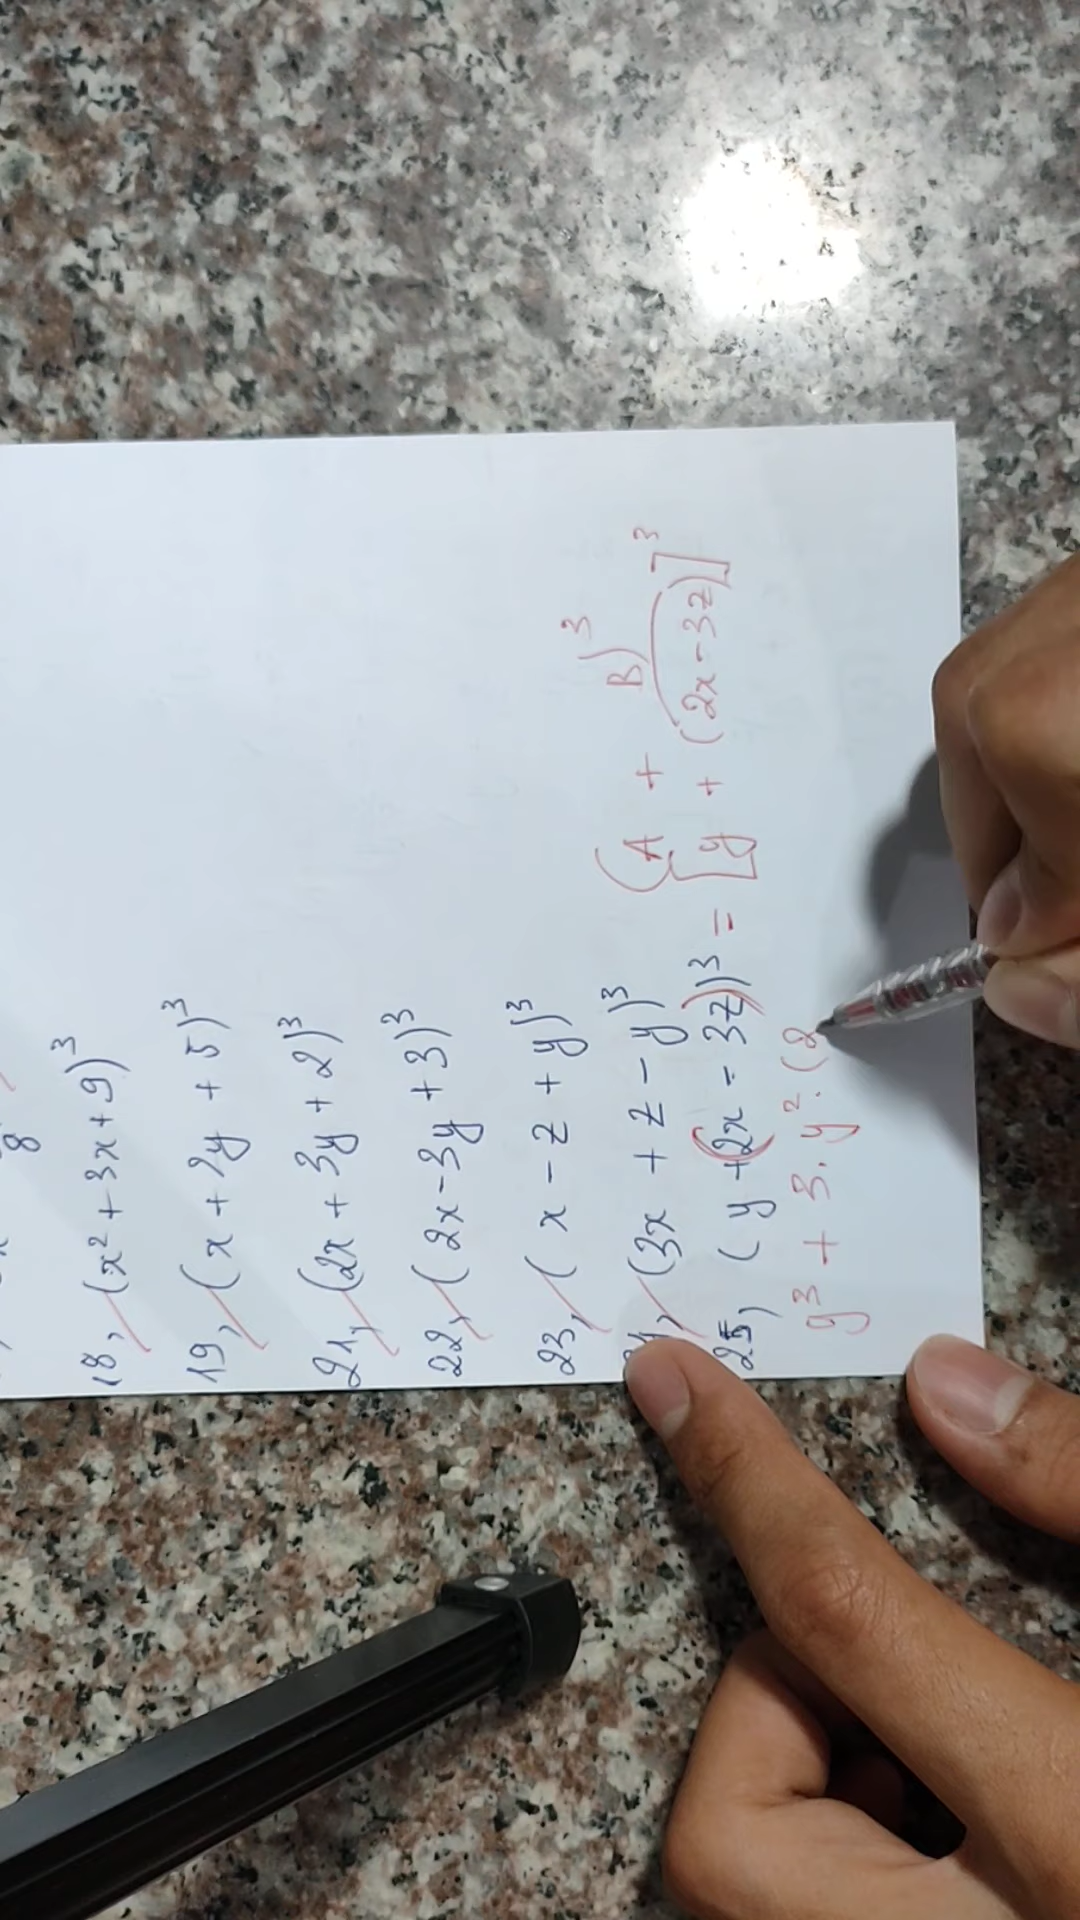 8
18, (x² + 3x + 9)³
19, (x + 2y + 5)³
21, (2x + 3y + 2)³
22, (2x - 3y + 3)³
23, (x - z + y)³
(A + B)³
(3x + z - y)³
25, (y + (2x - 3z))³ = [y + (2x - 3z)]³
y³ + 3. y². (2